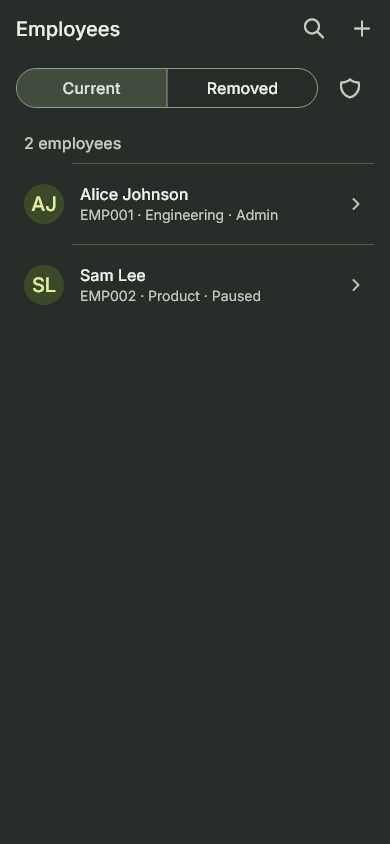 Employees
Current
Removed
2 employees
AJ
Alice Johnson
EMP001 · Engineering · Admin
SL
Sam Lee
EMP002 · Product · Paused